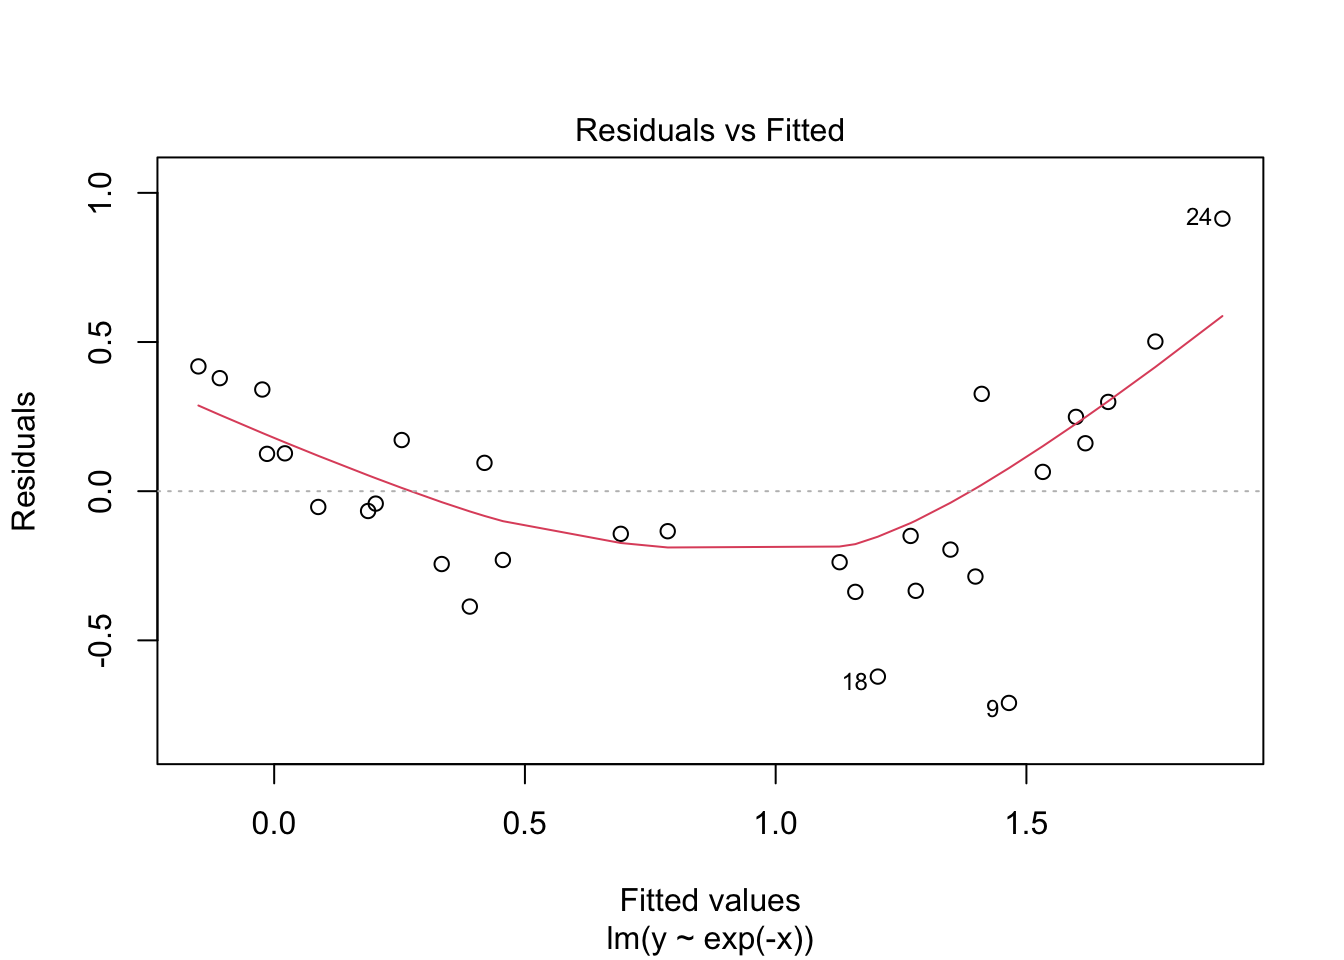 Residuals vs Fitted
Residuals
1.0
0.5
0.0
-0.5
24
18
9
0.0 0.5 1.0 1.5
Fitted values
lm(y ~ exp(-x))